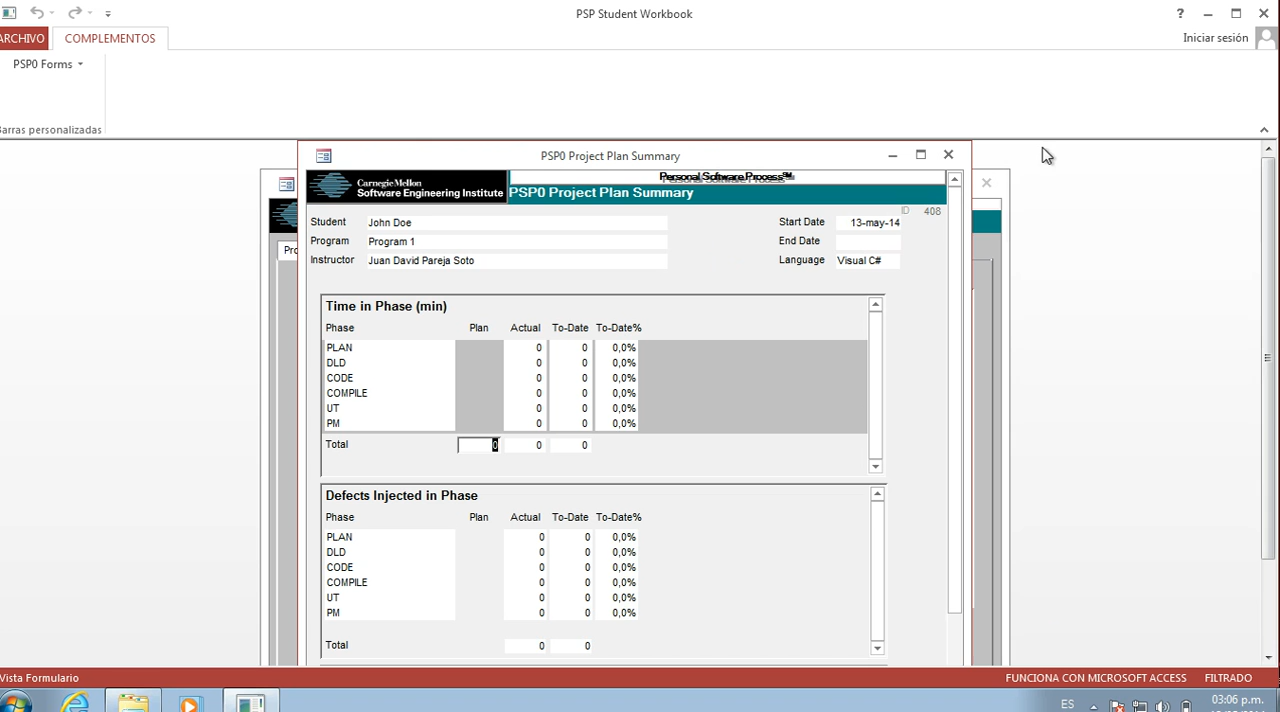 PSP Student Workbook
?
ARCHIVO COMPLEMENTOS Iniciar sesión
PSP0 Forms
Barras personalizadas
PSP0 Project Plan Summary
CarnegieMellon
Software Engineering Institute
Personal Software Process℠
PSP0 Project Plan Summary
ID 408
Student John Doe Start Date 13-may-14
Program Program 1 End Date
Instructor Juan David Pareja Soto Language Visual C#
Time in Phase (min)
Phase Plan Actual To-Date To-Date%
PLAN 0 0 0,0%
DLD 0 0 0,0%
CODE 0 0 0,0%
COMPILE 0 0 0,0%
UT 0 0 0,0%
PM 0 0 0,0%
Total 0 0 0
Defects Injected in Phase
Phase Plan Actual To-Date To-Date%
PLAN 0 0 0,0%
DLD 0 0 0,0%
CODE 0 0 0,0%
COMPILE 0 0 0,0%
UT 0 0 0,0%
PM 0 0 0,0%
Total 0 0
Vista Formulario FUNCIONA CON MICROSOFT ACCESS FILTRADO
ES 03:06 p.m.